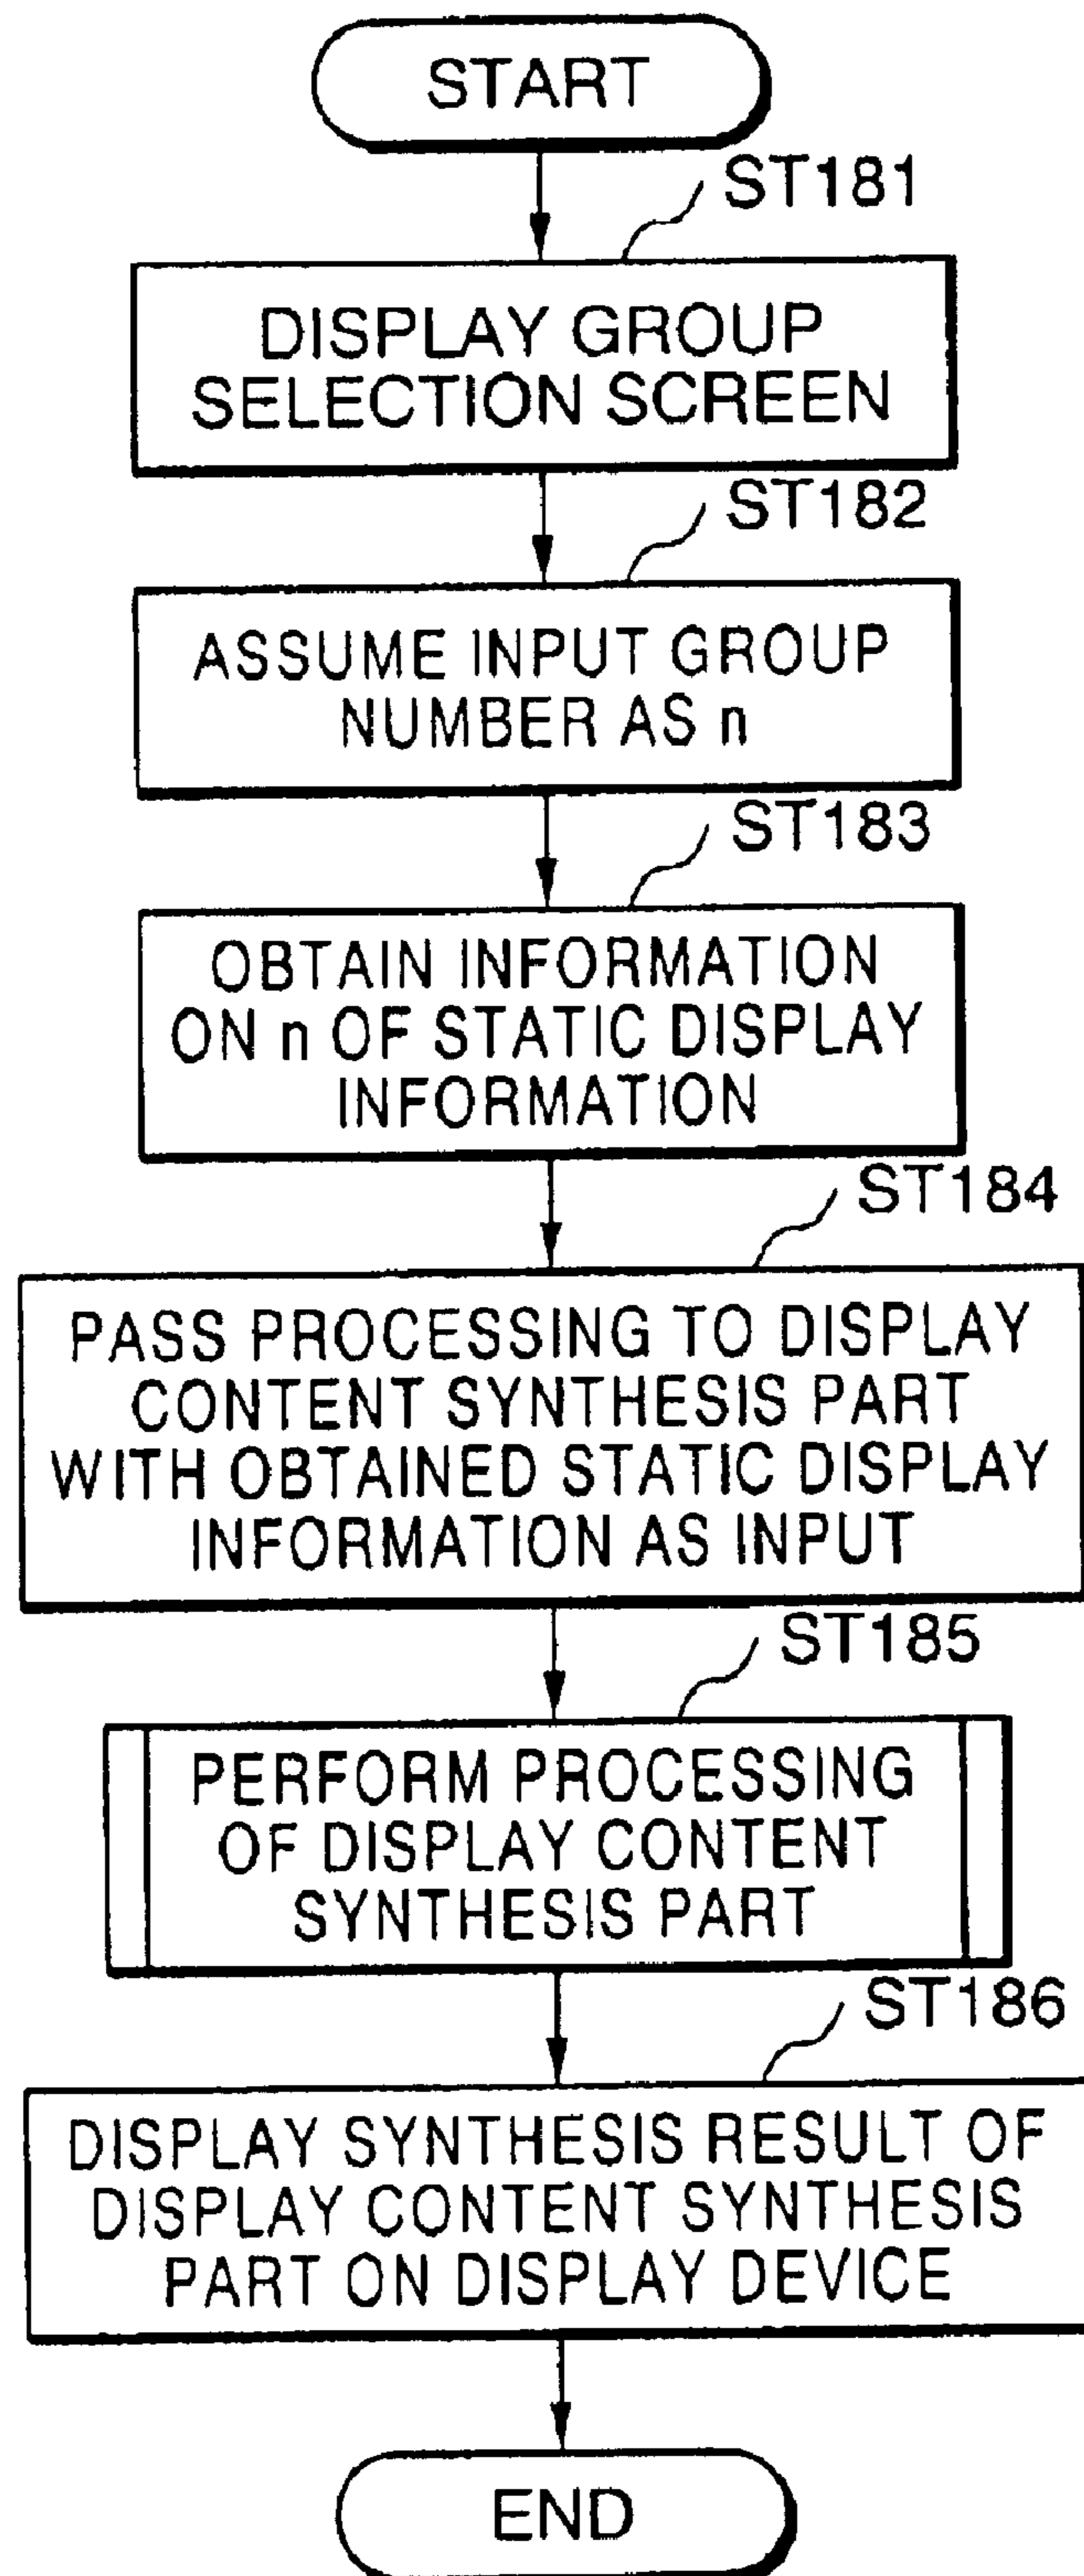 START
ST181
DISPLAY GROUP
SELECTION SCREEN
ST182
ASSUME INPUT GROUP
NUMBER AS n
ST183
OBTAIN INFORMATION
ON n OF STATIC DISPLAY
INFORMATION
ST184
PASS PROCESSING TO DISPLAY
CONTENT SYNTHESIS PART
WITH OBTAINED STATIC DISPLAY
INFORMATION AS INPUT
ST185
PERFORM PROCESSING
OF DISPLAY CONTENT
SYNTHESIS PART
ST186
DISPLAY SYNTHESIS RESULT OF
DISPLAY CONTENT SYNTHESIS
PART ON DISPLAY DEVICE
END